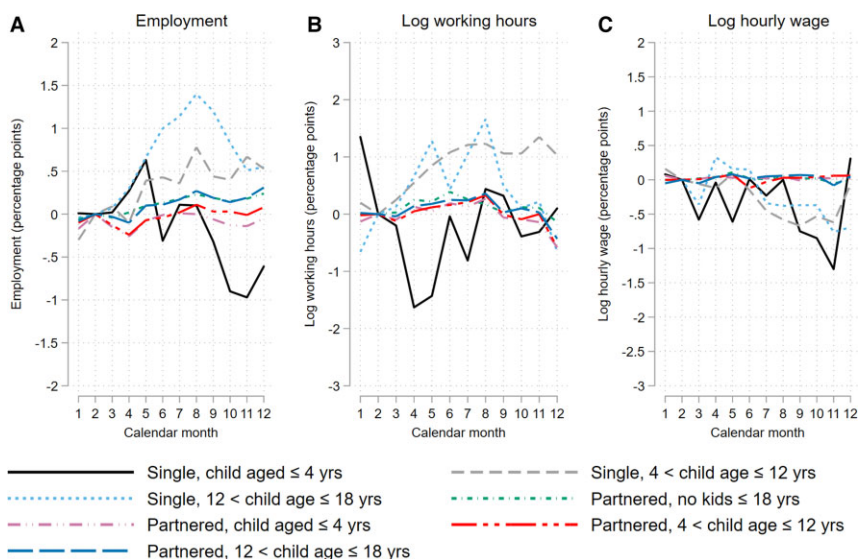 A
Employment
Employment (percentage points)
2
1.5
1
.5
0
-.5
-1
-1.5
-2
1 2 3 4 5 6 7 8 9 10 11 12
Calendar month
B
Log working hours
Log working hours (percentage points)
3
2
1
0
-1
-2
-3
1 2 3 4 5 6 7 8 9 10 11 12
Calendar month
C
Log hourly wage
Log hourly wage (percentage points)
2
1.5
1
.5
0
-.5
-1
-1.5
-2
-2.5
-3
1 2 3 4 5 6 7 8 9 10 11 12
Calendar month
Single, child aged ≤ 4 yrs
Single, 4 < child age ≤ 12 yrs
Single, 12 < child age ≤ 18 yrs
Partnered, no kids ≤ 18 yrs
Partnered, child aged ≤ 4 yrs
Partnered, 4 < child age ≤ 12 yrs
Partnered, 12 < child age ≤ 18 yrs